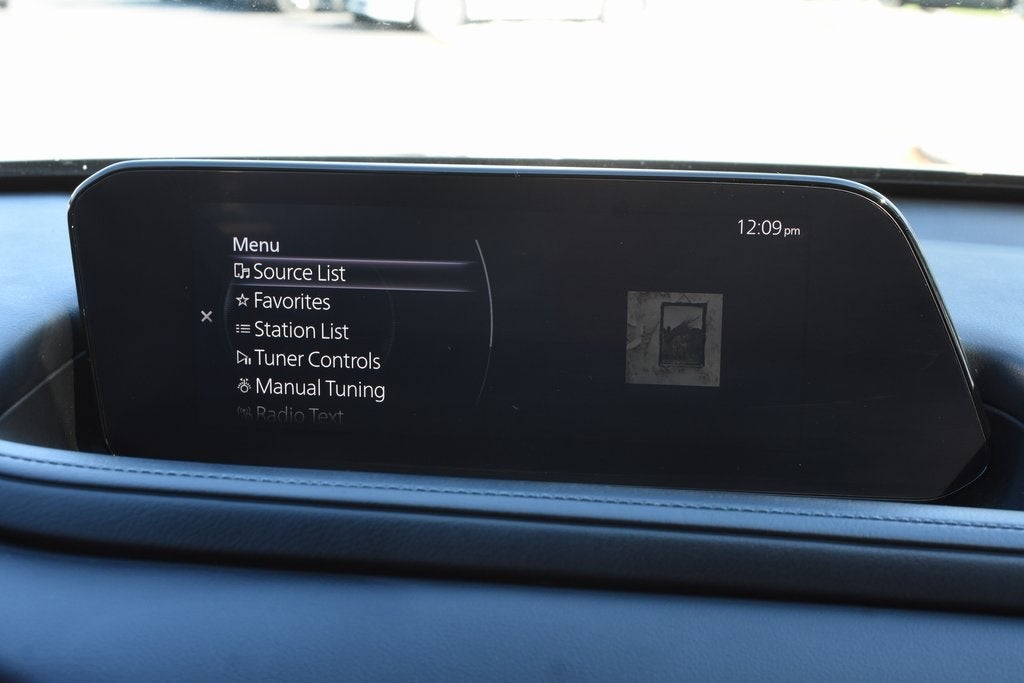 12:09pm
Menu
Source List
Favorites
Station List
Tuner Controls
Manual Tuning
Radio Text